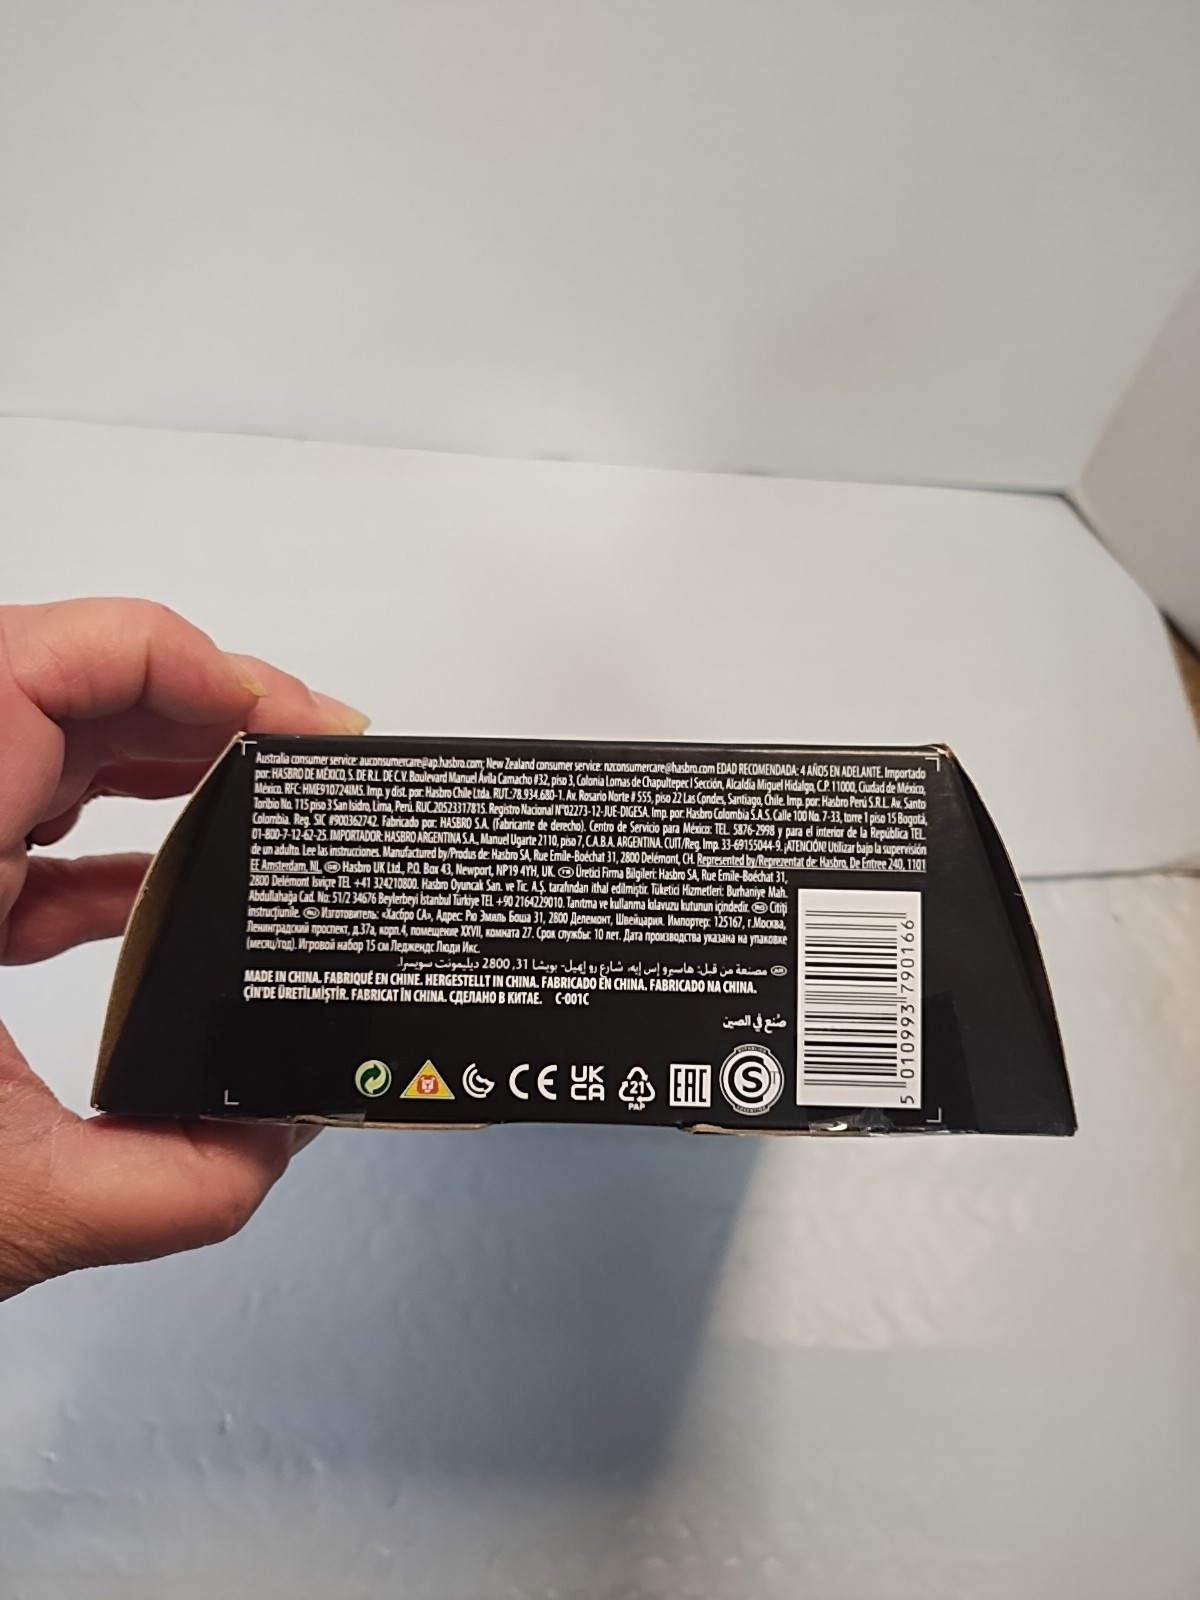 Australia consumer service: auconsumercare@ap.hasbro.com; New Zealand consumer service: nzconsumercare@hasbro.com EDAD RECOMENDADA: 4 AÑOS EN ADELANTE. Importado
por: HASBRO DE MÉXICO, S. DE R.L. DE C.V. Boulevard Manuel Ávila Camacho #32, piso 3, Colonia Lomas de Chapultepec I Sección, Alcaldía Miguel Hidalgo, C.P. 11000, Ciudad de México,
México. RFC: HME910724IM5. Imp. y dist. por: Hasbro Chile Ltda. RUT.:78.934.680-1. Av. Rosario Norte # 555, piso 22 Las Condes, Santiago, Chile. Imp. por: Hasbro Perú S.R.L. Av. Santo
Toribio No. 115 piso 3 San Isidro, Lima, Perú. RUC.20523317815. Registro Nacional N°02273-12-JUE-DIGESA. Imp. por: Hasbro Colombia S.A.S. Calle 100 No. 7-33, torre 1 piso 15 Bogotá,
Colombia. Reg. SIC #900362742. Fabricado por: HASBRO S.A. (Fabricante de derecho). Centro de Servicio para México: TEL. 5876-2998 y para el interior de la República TEL.
01-800-7-12-62-25. IMPORTADOR: HASBRO ARGENTINA S.A., Manuel Ugarte 2110, piso 7, C.A.B.A. ARGENTINA. CUIT/Reg. Imp. 33-69155044-9. ¡ATENCIÓN! Utilizar bajo la supervisión
de un adulto. Lee las instrucciones. Manufactured by/Produs de: Hasbro SA, Rue Emile-Boéchat 31, 2800 Delémont, CH. Represented by/Reprezentat de: Hasbro, De Entree 240, 1101
EE Amsterdam, NL. GB Hasbro UK Ltd., P.O. Box 43, Newport, NP19 4YH, UK. TR Üretici Firma Bilgileri: Hasbro SA, Rue Emile-Boéchat 31,
2800 Delémont İsviçre TEL +41 324210800. Hasbro Oyuncak San. ve Tic. A.Ş. tarafından ithal edilmiştir. Tüketici Hizmetleri: Burhaniye Mah.
Abdullahağa Cad. No: 51/2 34676 Beylerbeyi İstanbul Türkiye TEL +90 2164229010. Tanıtma ve kullanma kılavuzu kutunun içindedir. RO Citiţi
instrucţiunile. RU Изготовитель: «Хасбро СА», Адрес: Рю Эмиль Боша 31, 2800 Делемонт, Швейцария. Импортер: 125167, г.Москва,
Ленинградский проспект, д.37а, корп.4, помещение XXVII, комната 27. Срок службы: 10 лет. Дата производства указана на упаковке
(месяц/год). Игровой набор 15 см Леджендс Люди Икс.
AR مصنعة من قبل: هاسبرو إس إيه، شارع رو إميل- بويشا 31, 2800 ديليمونت سويسرا.
MADE IN CHINA. FABRIQUÉ EN CHINE. HERGESTELLT IN CHINA. FABRICADO EN CHINA. FABRICADO NA CHINA.
ÇİN'DE ÜRETİLMİŞTİR. FABRICAT ÎN CHINA. СДЕЛАНО В КИТАЕ. C-001C
صُنع في الصين
CE UK CA 21 PAP EAC S
5 010993 790166